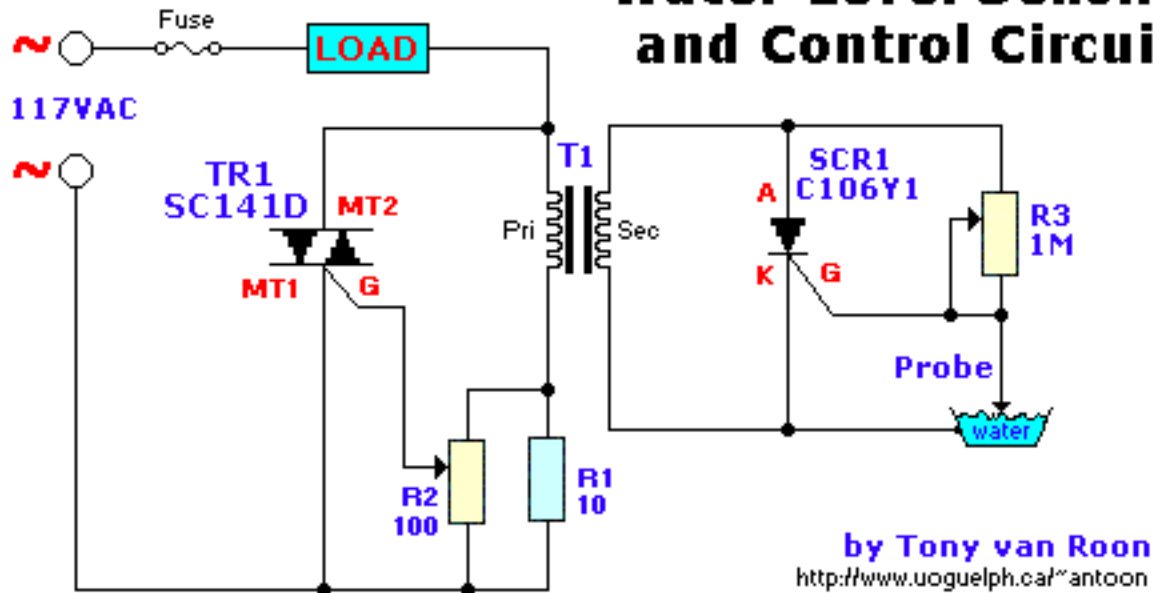 and Control Circui
Fuse
LOAD
117VAC
TR1
SC141D
MT2
MT1
G
T1
Pri
Sec
SCR1
C106Y1
A
K
G
R3
1M
Probe
water
R2
100
R1
10
by Tony van Roon
http://www.uoguelph.ca/~antoon